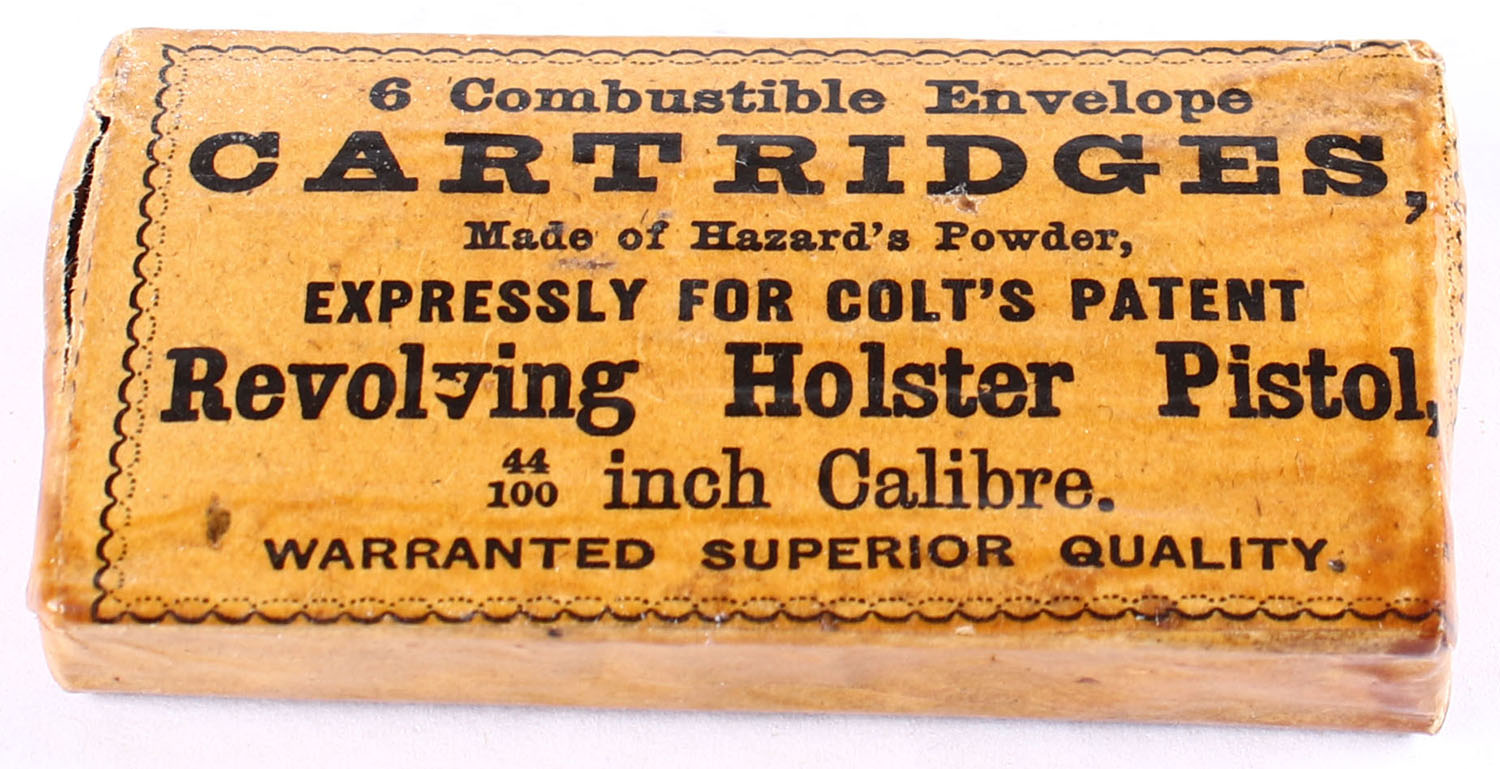 6 Combustible Envelope
CARTRIDGES,
Made of Hazard's Powder,
EXPRESSLY FOR COLT'S PATENT
Revolving Holster Pistol,
44/100 inch Calibre.
WARRANTED SUPERIOR QUALITY.